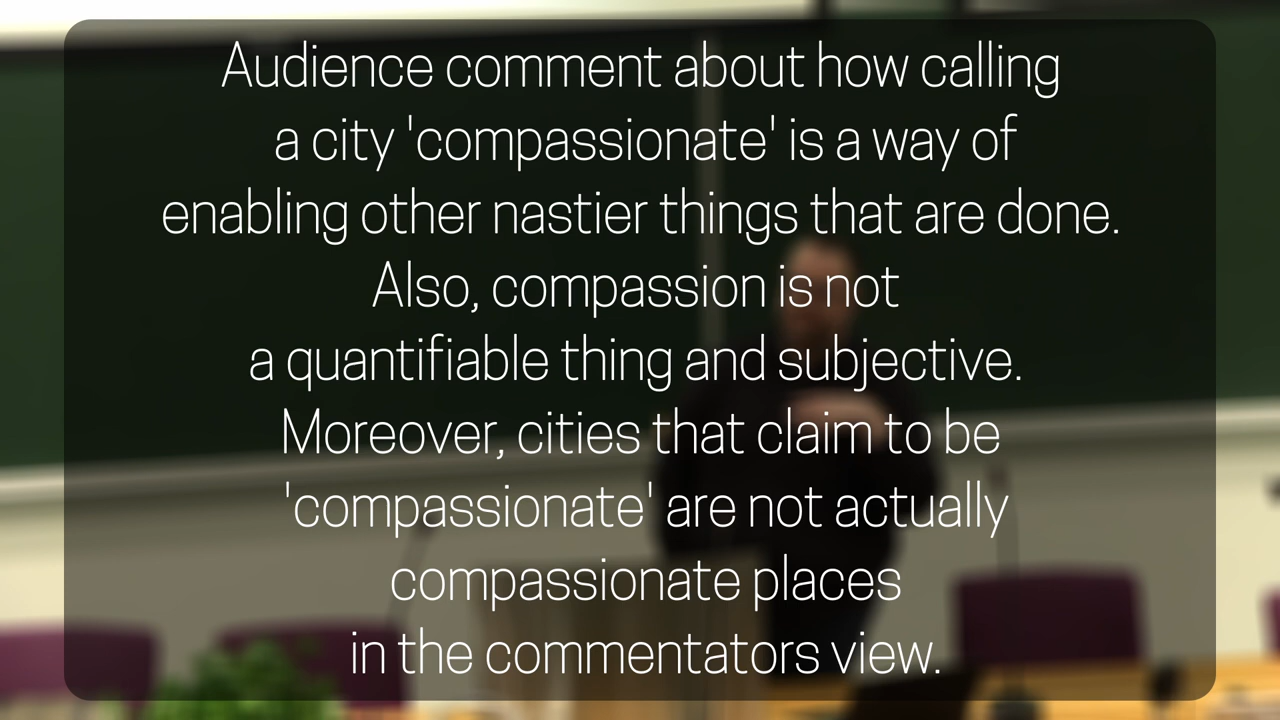 Audience comment about how calling
a city 'compassionate' is a way of
enabling other nastier things that are done.
Also, compassion is not
a quantifiable thing and subjective.
Moreover, cities that claim to be
'compassionate' are not actually
compassionate places
in the commentators view.